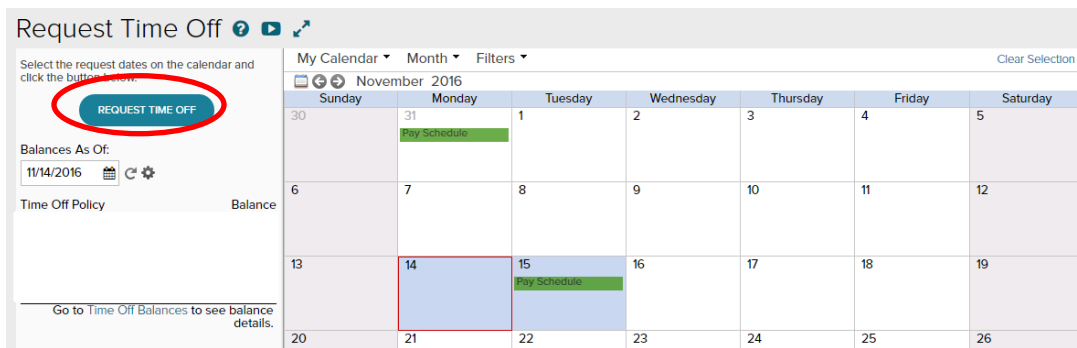 Request Time Off
Select the request dates on the calendar and
click the button below.
REQUEST TIME OFF
Balances As Of:
11/14/2016
Time Off Policy Balance
Go to Time Off Balances to see balance
details.
My Calendar Month Filters Clear Selection
November 2016
Sunday Monday Tuesday Wednesday Thursday Friday Saturday
30 31 1 2 3 4 5
Pay Schedule
6 7 8 9 10 11 12
13 14 15 16 17 18 19
Pay Schedule
20 21 22 23 24 25 26